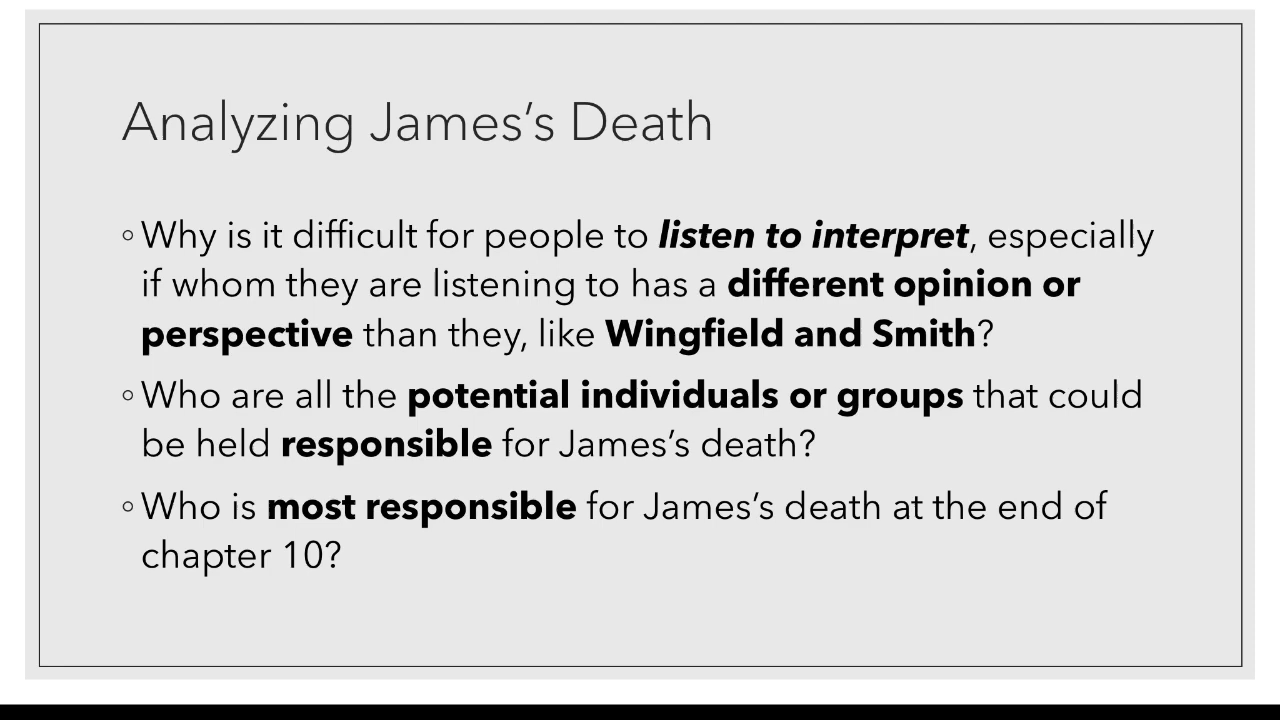 Analyzing James’s Death
◦Why is it difficult for people to listen to interpret, especially
if whom they are listening to has a different opinion or
perspective than they, like Wingfield and Smith?
◦Who are all the potential individuals or groups that could
be held responsible for James’s death?
◦Who is most responsible for James’s death at the end of
chapter 10?